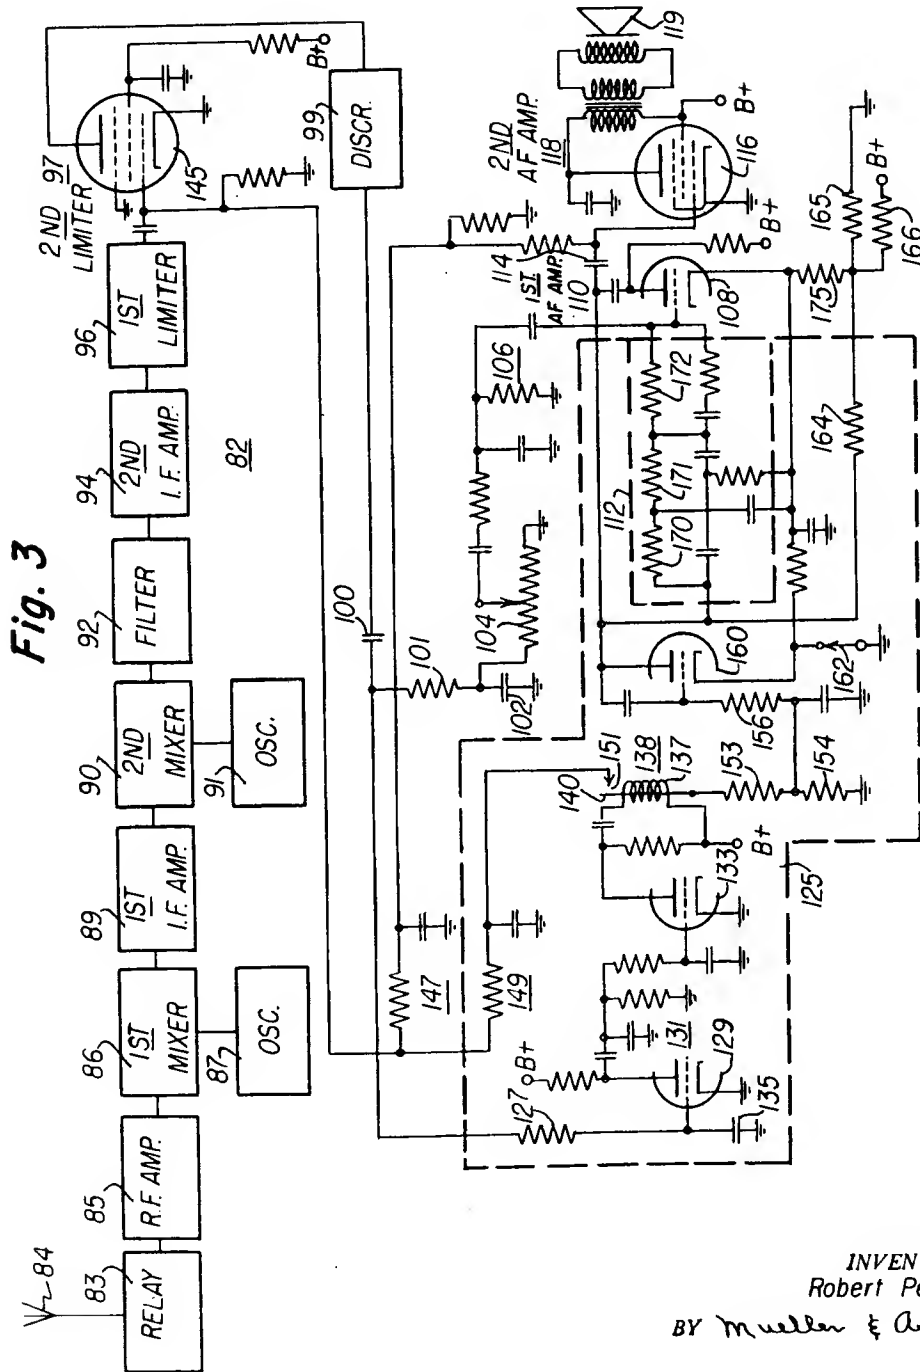 Fig. 3
84
83
RELAY
85
R.F. AMP.
86
1ST
MIXER
87
OSC.
89
1ST
I.F. AMP.
90
2ND
MIXER
91
OSC.
92
FILTER
94
2ND
I.F. AMP.
82
96
1ST
LIMITER
2ND 97
LIMITER
145
B+
99
DISCR.
100
101
102
104
106
147
149
114
1ST.
AF AMP.
110
108
2ND
AF AMP.
118
119
116
B+
B+
165
B+
166
175
164
112
170
171
172
160
162
156
151
140
138
137
153
154
B+
133
125
131
129
B+
127
135
INVEN
Robert Pe
BY Mueller &